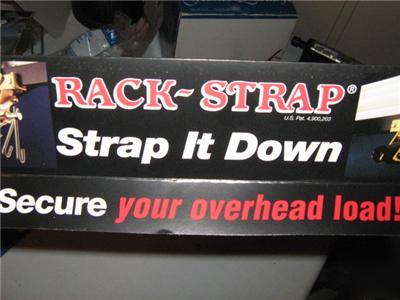 RACK-STRAP®
U.S. Pat. 4,900,203
Strap It Down
Secure your overhead load!